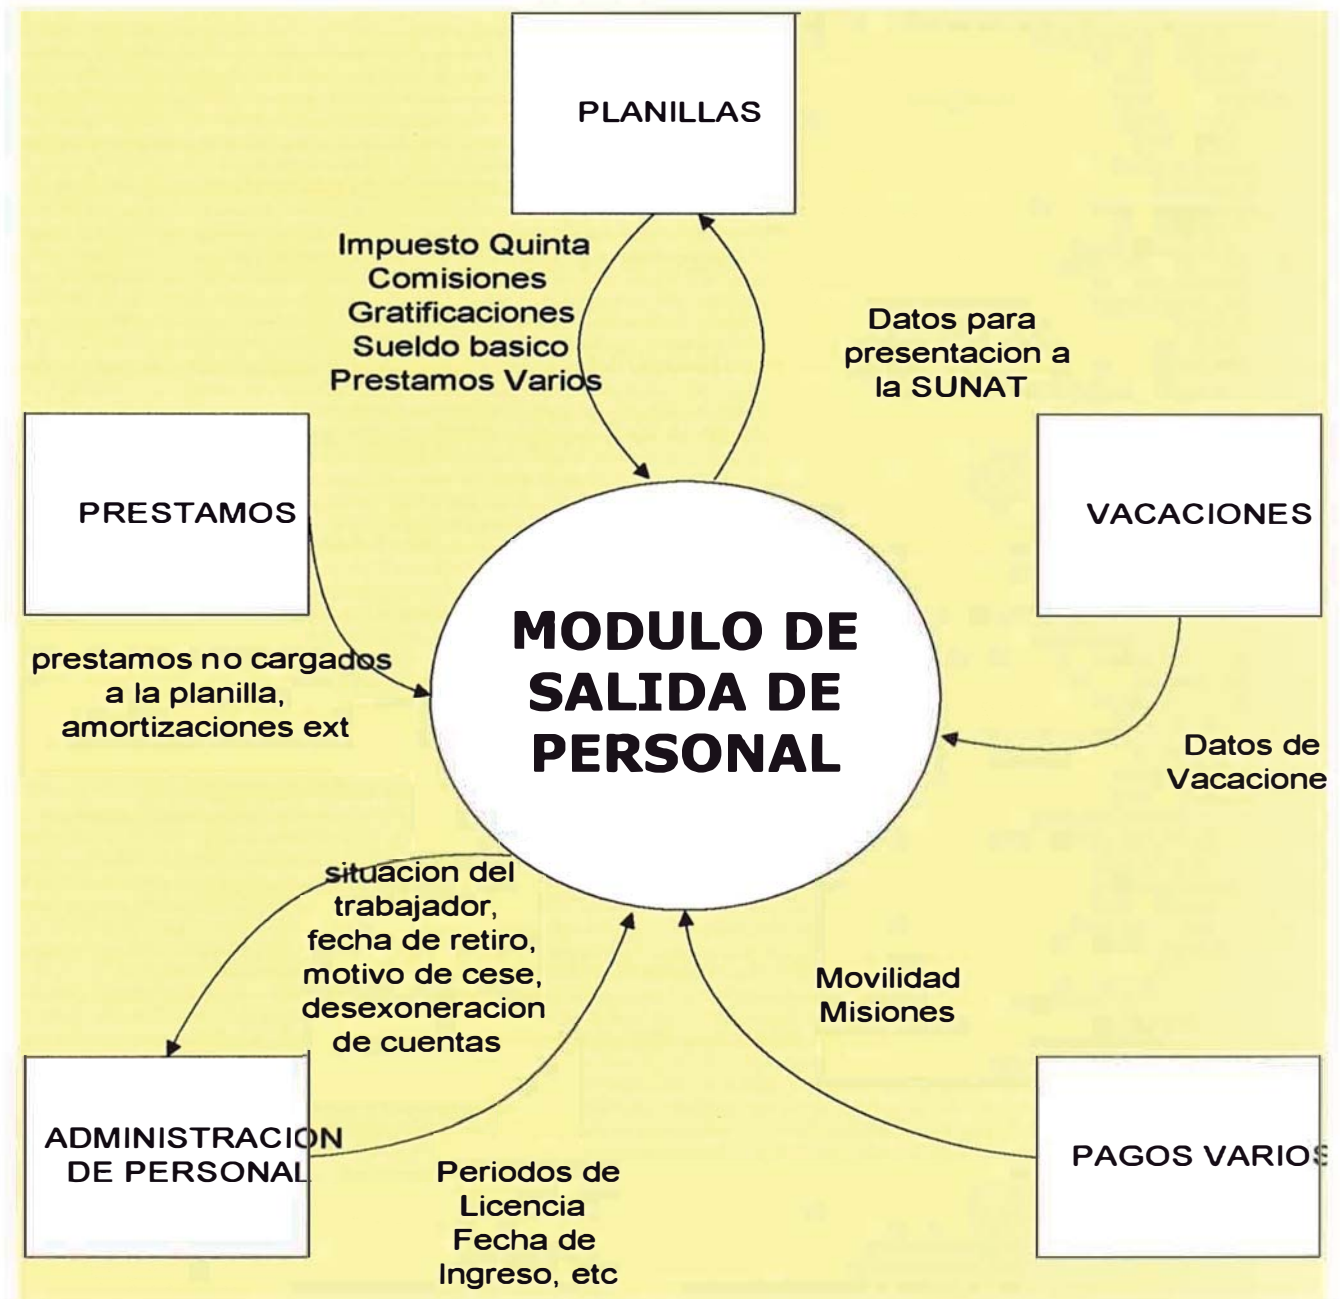 PLANILLAS
Impuesto Quinta
Comisiones
Gratificaciones
Sueldo basico
Prestamos Varios
Datos para
presentacion a
la SUNAT
PRESTAMOS
VACACIONES
MODULO DE
SALIDA DE
PERSONAL
prestamos no cargados
a la planilla,
amortizaciones ext
Datos de
Vacacione
situacion del
trabajador,
fecha de retiro,
motivo de cese,
desexoneracion
de cuentas
Movilidad
Misiones
ADMINISTRACION
DE PERSONAL
PAGOS VARIOS
Periodos de
Licencia
Fecha de
Ingreso, etc